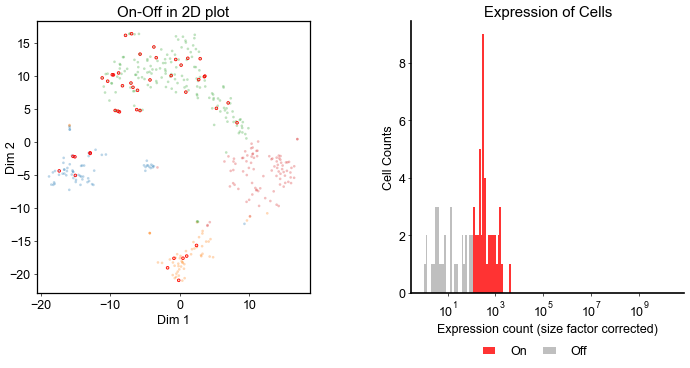 On-Off in 2D plot
Dim 2
15
10
5
0
−5
−10
−15
−20
−20 −10 0 10
Dim 1
Expression of Cells
Cell Counts
8
6
4
2
0
10^1 10^3 10^5 10^7 10^9
Expression count (size factor corrected)
On Off